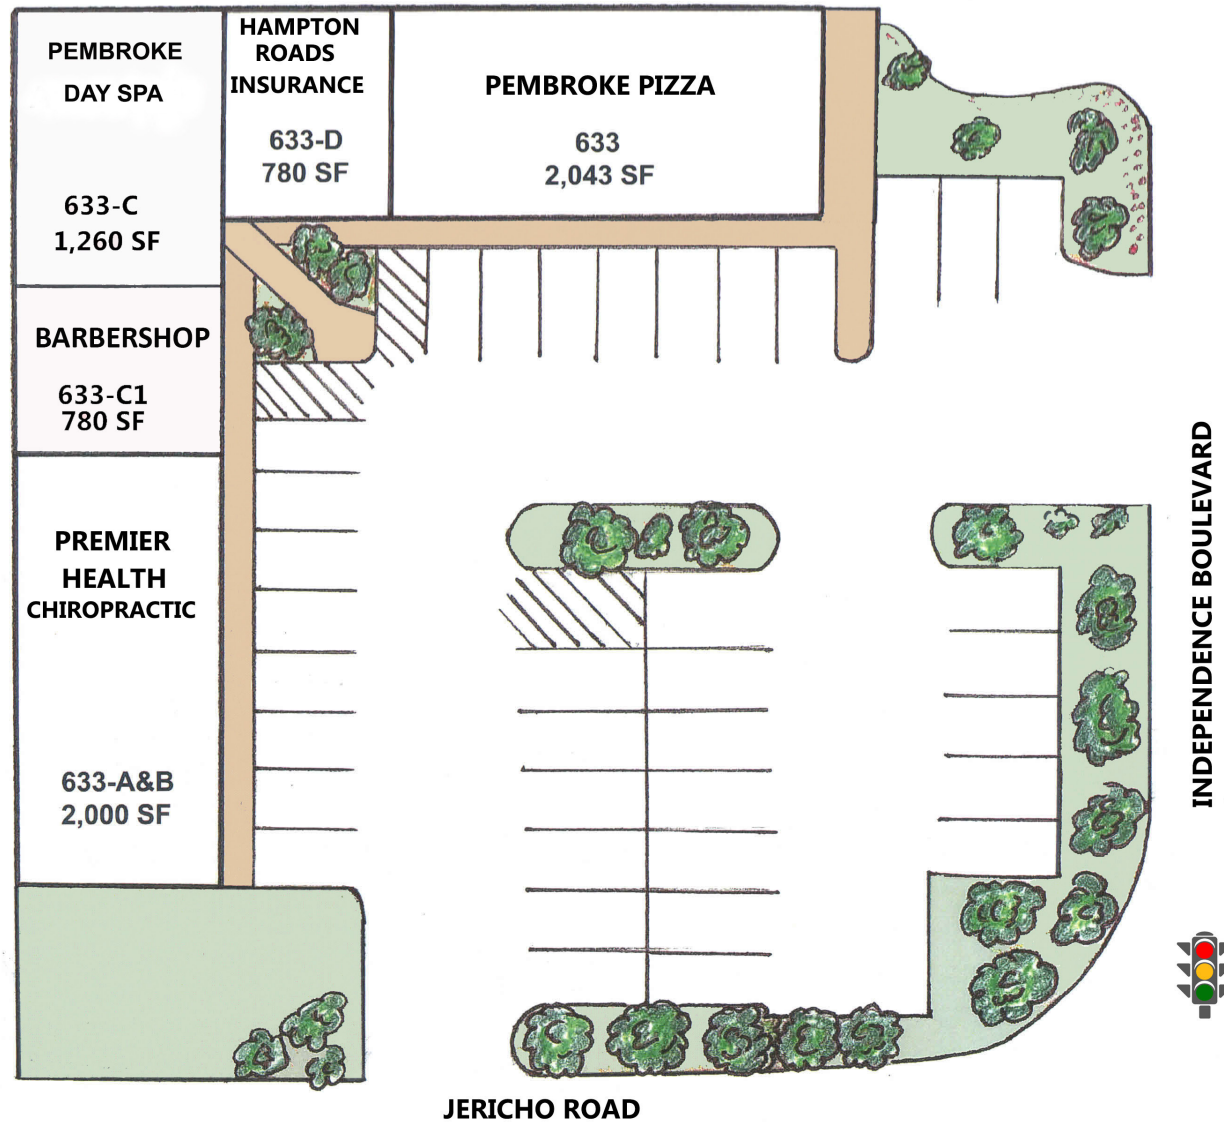 PEMBROKE
DAY SPA
633-C
1,260 SF
HAMPTON
ROADS
INSURANCE
633-D
780 SF
PEMBROKE PIZZA
633
2,043 SF
BARBERSHOP
633-C1
780 SF
PREMIER
HEALTH
CHIROPRACTIC
633-A&B
2,000 SF
INDEPENDENCE BOULEVARD
JERICHO ROAD